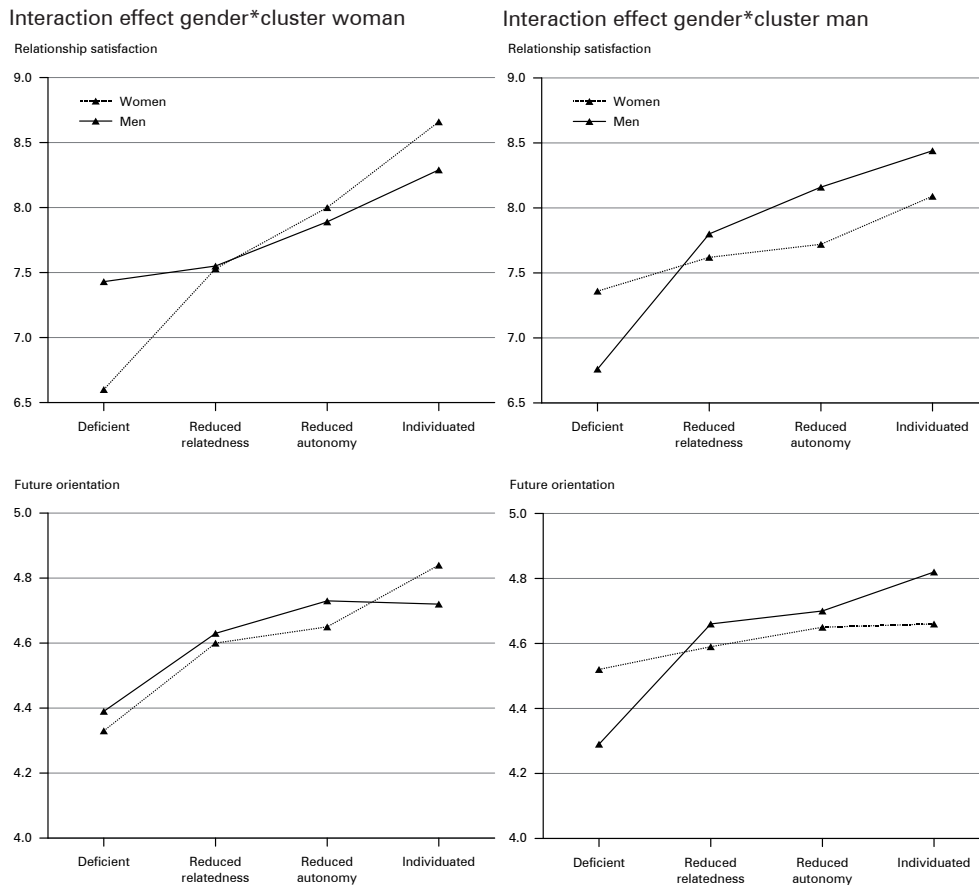 Interaction effect gender*cluster woman
Relationship satisfaction
9.0
8.5
8.0
7.5
7.0
6.5
Women
Men
Deficient
Reduced
relatedness
Reduced
autonomy
Individuated
Interaction effect gender*cluster man
Relationship satisfaction
9.0
8.5
8.0
7.5
7.0
6.5
Women
Men
Deficient
Reduced
relatedness
Reduced
autonomy
Individuated
Future orientation
5.0
4.8
4.6
4.4
4.2
4.0
Deficient
Reduced
relatedness
Reduced
autonomy
Individuated
Future orientation
5.0
4.8
4.6
4.4
4.2
4.0
Deficient
Reduced
relatedness
Reduced
autonomy
Individuated